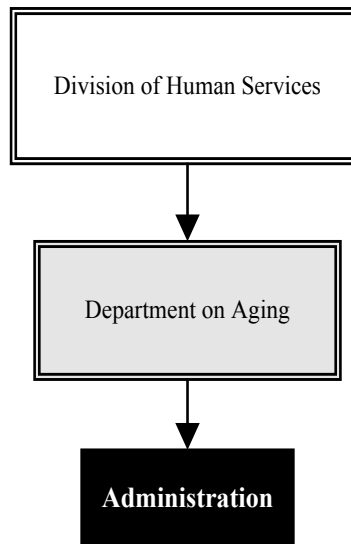 Division of Human Services
Department on Aging
Administration